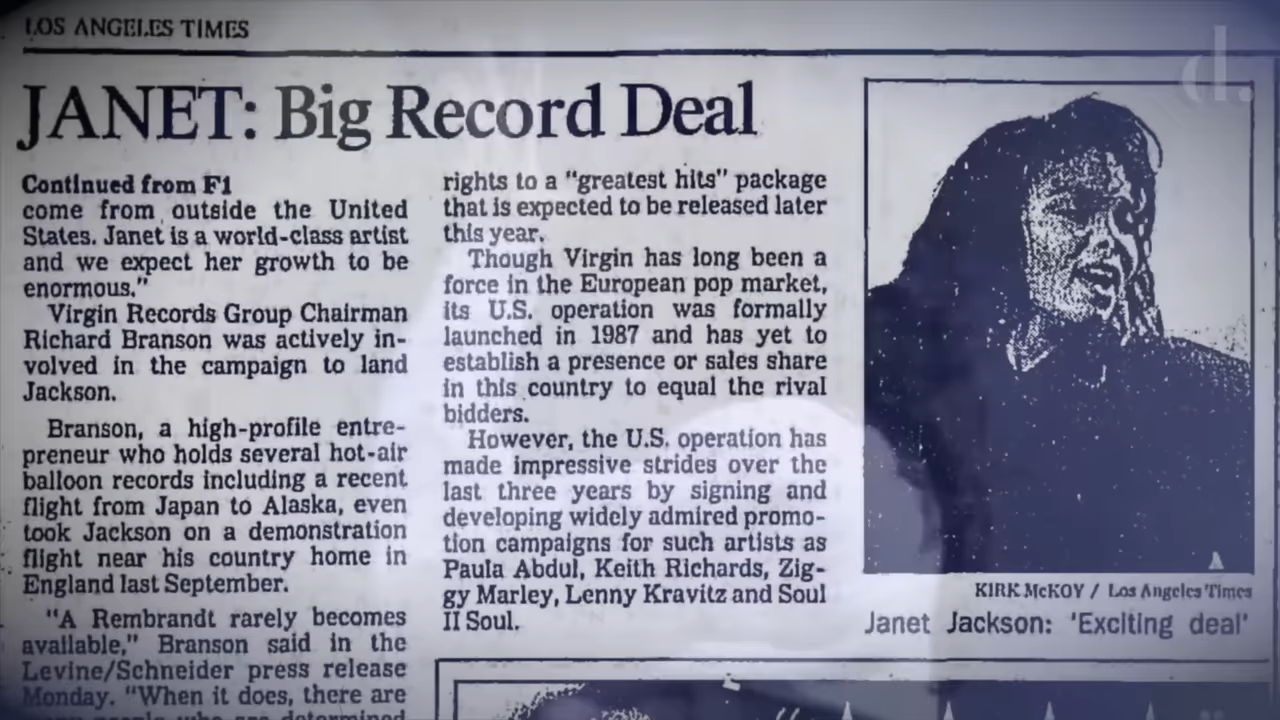 LOS ANGELES TIMES
d.
JANET: Big Record Deal
Continued from F1
come from outside the United
States. Janet is a world-class artist
and we expect her growth to be
enormous."
Virgin Records Group Chairman
Richard Branson was actively in-
volved in the campaign to land
Jackson.
Branson, a high-profile entre-
preneur who holds several hot-air
balloon records including a recent
flight from Japan to Alaska, even
took Jackson on a demonstration
flight near his country home in
England last September.
"A Rembrandt rarely becomes
available," Branson said in the
Levine/Schneider press release
Monday. "When it does, there are
rights to a "greatest hits" package
that is expected to be released later
this year.
Though Virgin has long been a
force in the European pop market,
its U.S. operation was formally
launched in 1987 and has yet to
establish a presence or sales share
in this country to equal the rival
bidders.
However, the U.S. operation has
made impressive strides over the
last three years by signing and
developing widely admired promo-
tion campaigns for such artists as
Paula Abdul, Keith Richards, Zig-
gy Marley, Lenny Kravitz and Soul
II Soul.
KIRK McKOY / Los Angeles Times
Janet Jackson: 'Exciting deal'